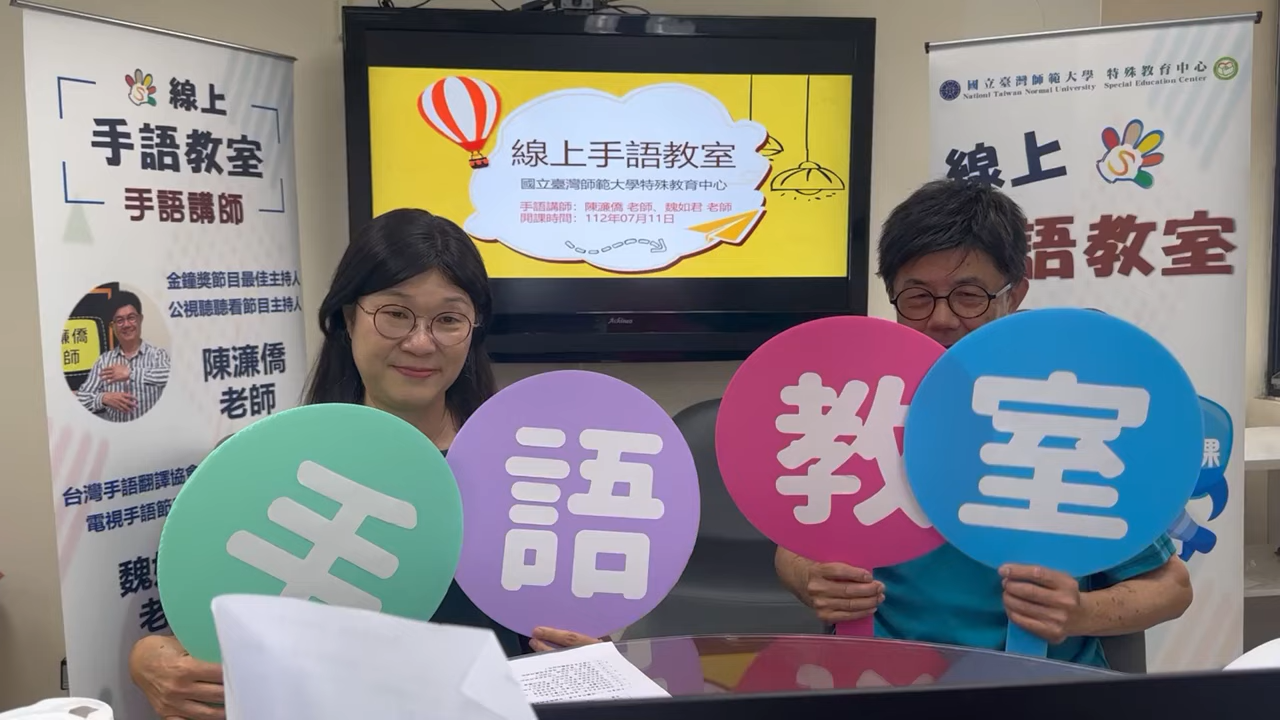 線上
手語教室
手語講師
金鐘獎節目最佳主持人
公視聽聽看節目主持人
陳濂僑
老師
台灣手語翻譯協會
電視手語節
魏
線上手語教室
國立臺灣師範大學特殊教育中心
手語講師：陳濂僑 老師、魏如君 老師
開課時間：112年07月11日
國立臺灣師範大學 特殊教育中心
National Taiwan Normal University Special Education Center
線上
S
語教室
課
手
語
教
室